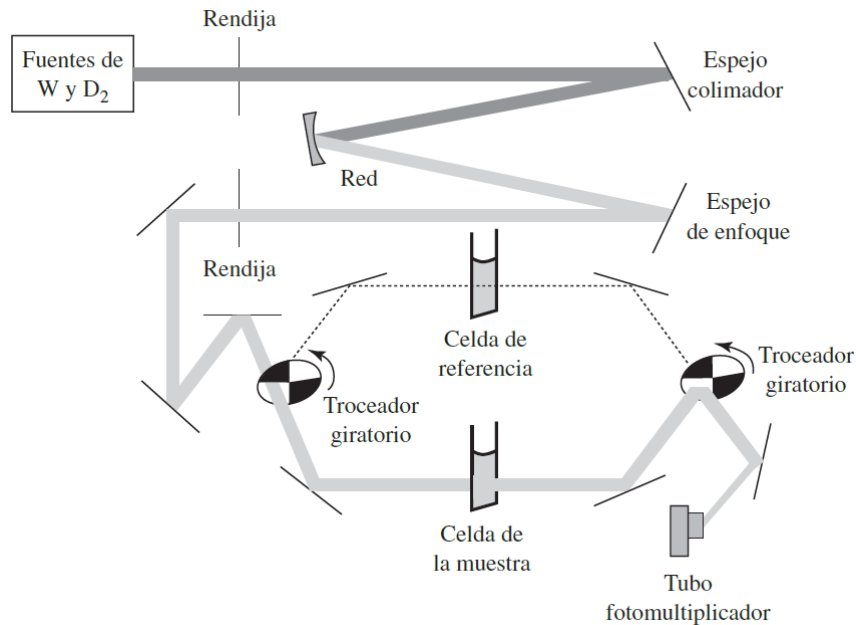 Rendija
Fuentes de
W y D2
Espejo
colimador
Red
Espejo
de enfoque
Rendija
Celda de
referencia
Troceador
giratorio
Troceador
giratorio
Celda de
la muestra
Tubo
fotomultiplicador